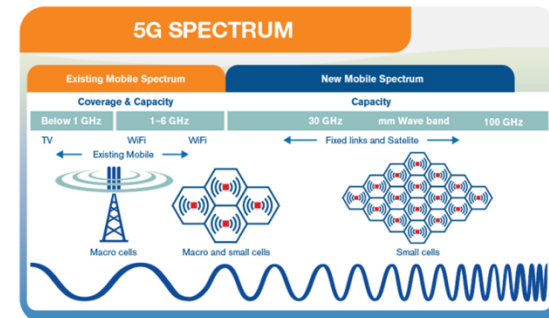 5G SPECTRUM
Existing Mobile Spectrum
New Mobile Spectrum
Coverage & Capacity
Capacity
Below 1 GHz
1–6 GHz
30 GHz
mm Wave band
100 GHz
TV
WiFi
WiFi
Fixed links and Satelite
Existing Mobile
Macro cells
Macro and small cells
Small cells